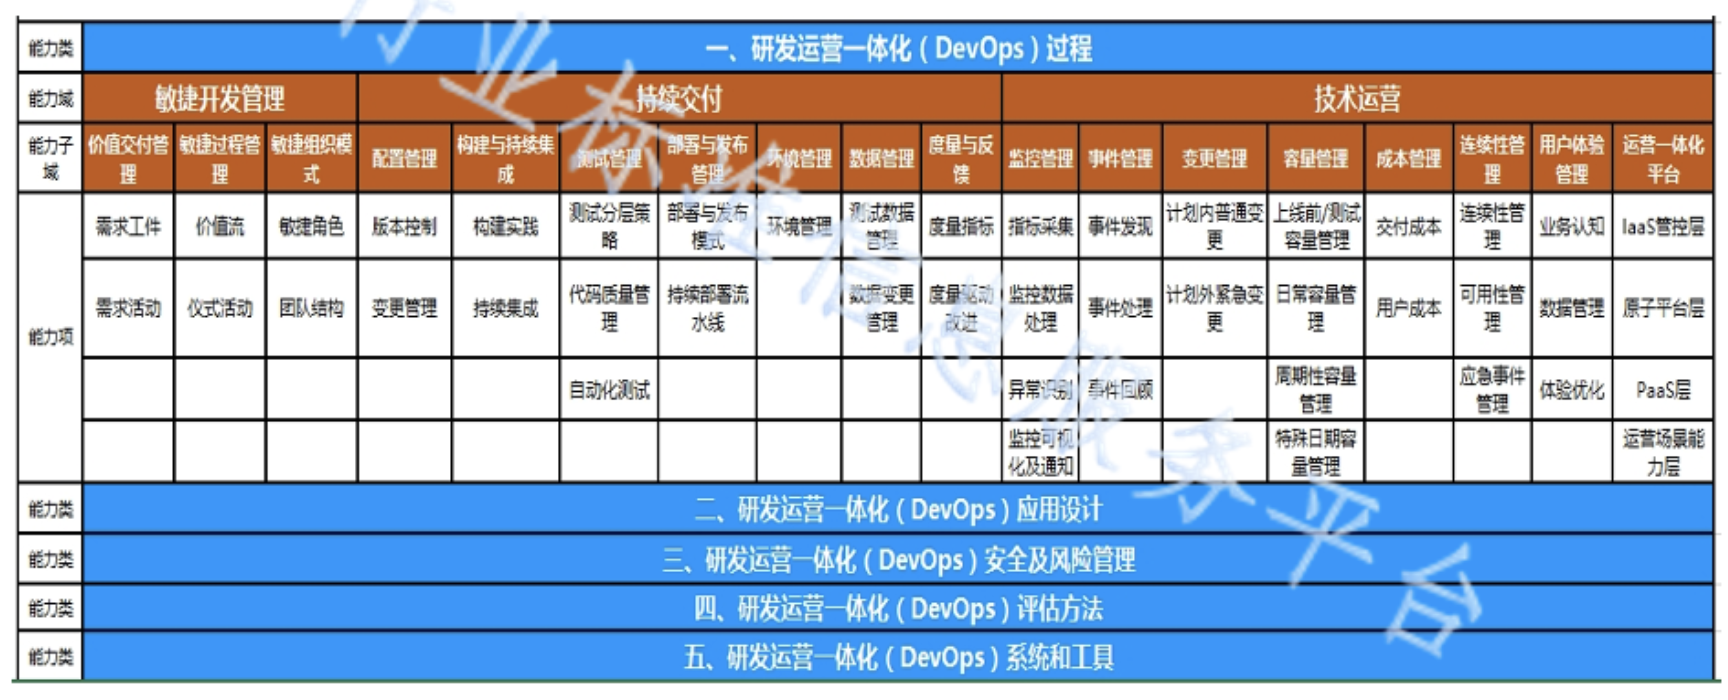 能力类 一、研发运营一体化（DevOps）过程
能力域 敏捷开发管理 持续交付 技术运营
能力子域 价值交付管理 敏捷过程管理 敏捷组织模式 配置管理 构建与持续集成 测试管理 部署与发布管理 环境管理 数据管理 度量与反馈 监控管理 事件管理 变更管理 容量管理 成本管理 连续性管理 用户体验管理 运营一体化平台
能力项 需求工件 价值流 敏捷角色 版本控制 构建实践 测试分层策略 部署与发布模式 环境管理 测试数据管理 度量指标 指标采集 事件发现 计划内普通变更 上线前/测试容量管理 交付成本 连续性管理 业务认知 IaaS管控层
需求活动 仪式活动 团队结构 变更管理 持续集成 代码质量管理 持续部署流水线 数据变更管理 度量驱动改进 监控数据处理 事件处理 计划外紧急变更 日常容量管理 用户成本 可用性管理 数据管理 原子平台层
自动化测试 异常识别 事件回顾 周期性容量管理 应急事件管理 体验优化 PaaS层
监控可视化及通知 特殊日期容量管理 运营场景能力层
能力类 二、研发运营一体化（DevOps）应用设计
能力类 三、研发运营一体化（DevOps）安全及风险管理
能力类 四、研发运营一体化（DevOps）评估方法
能力类 五、研发运营一体化（DevOps）系统和工具
行业标准信息服务平台